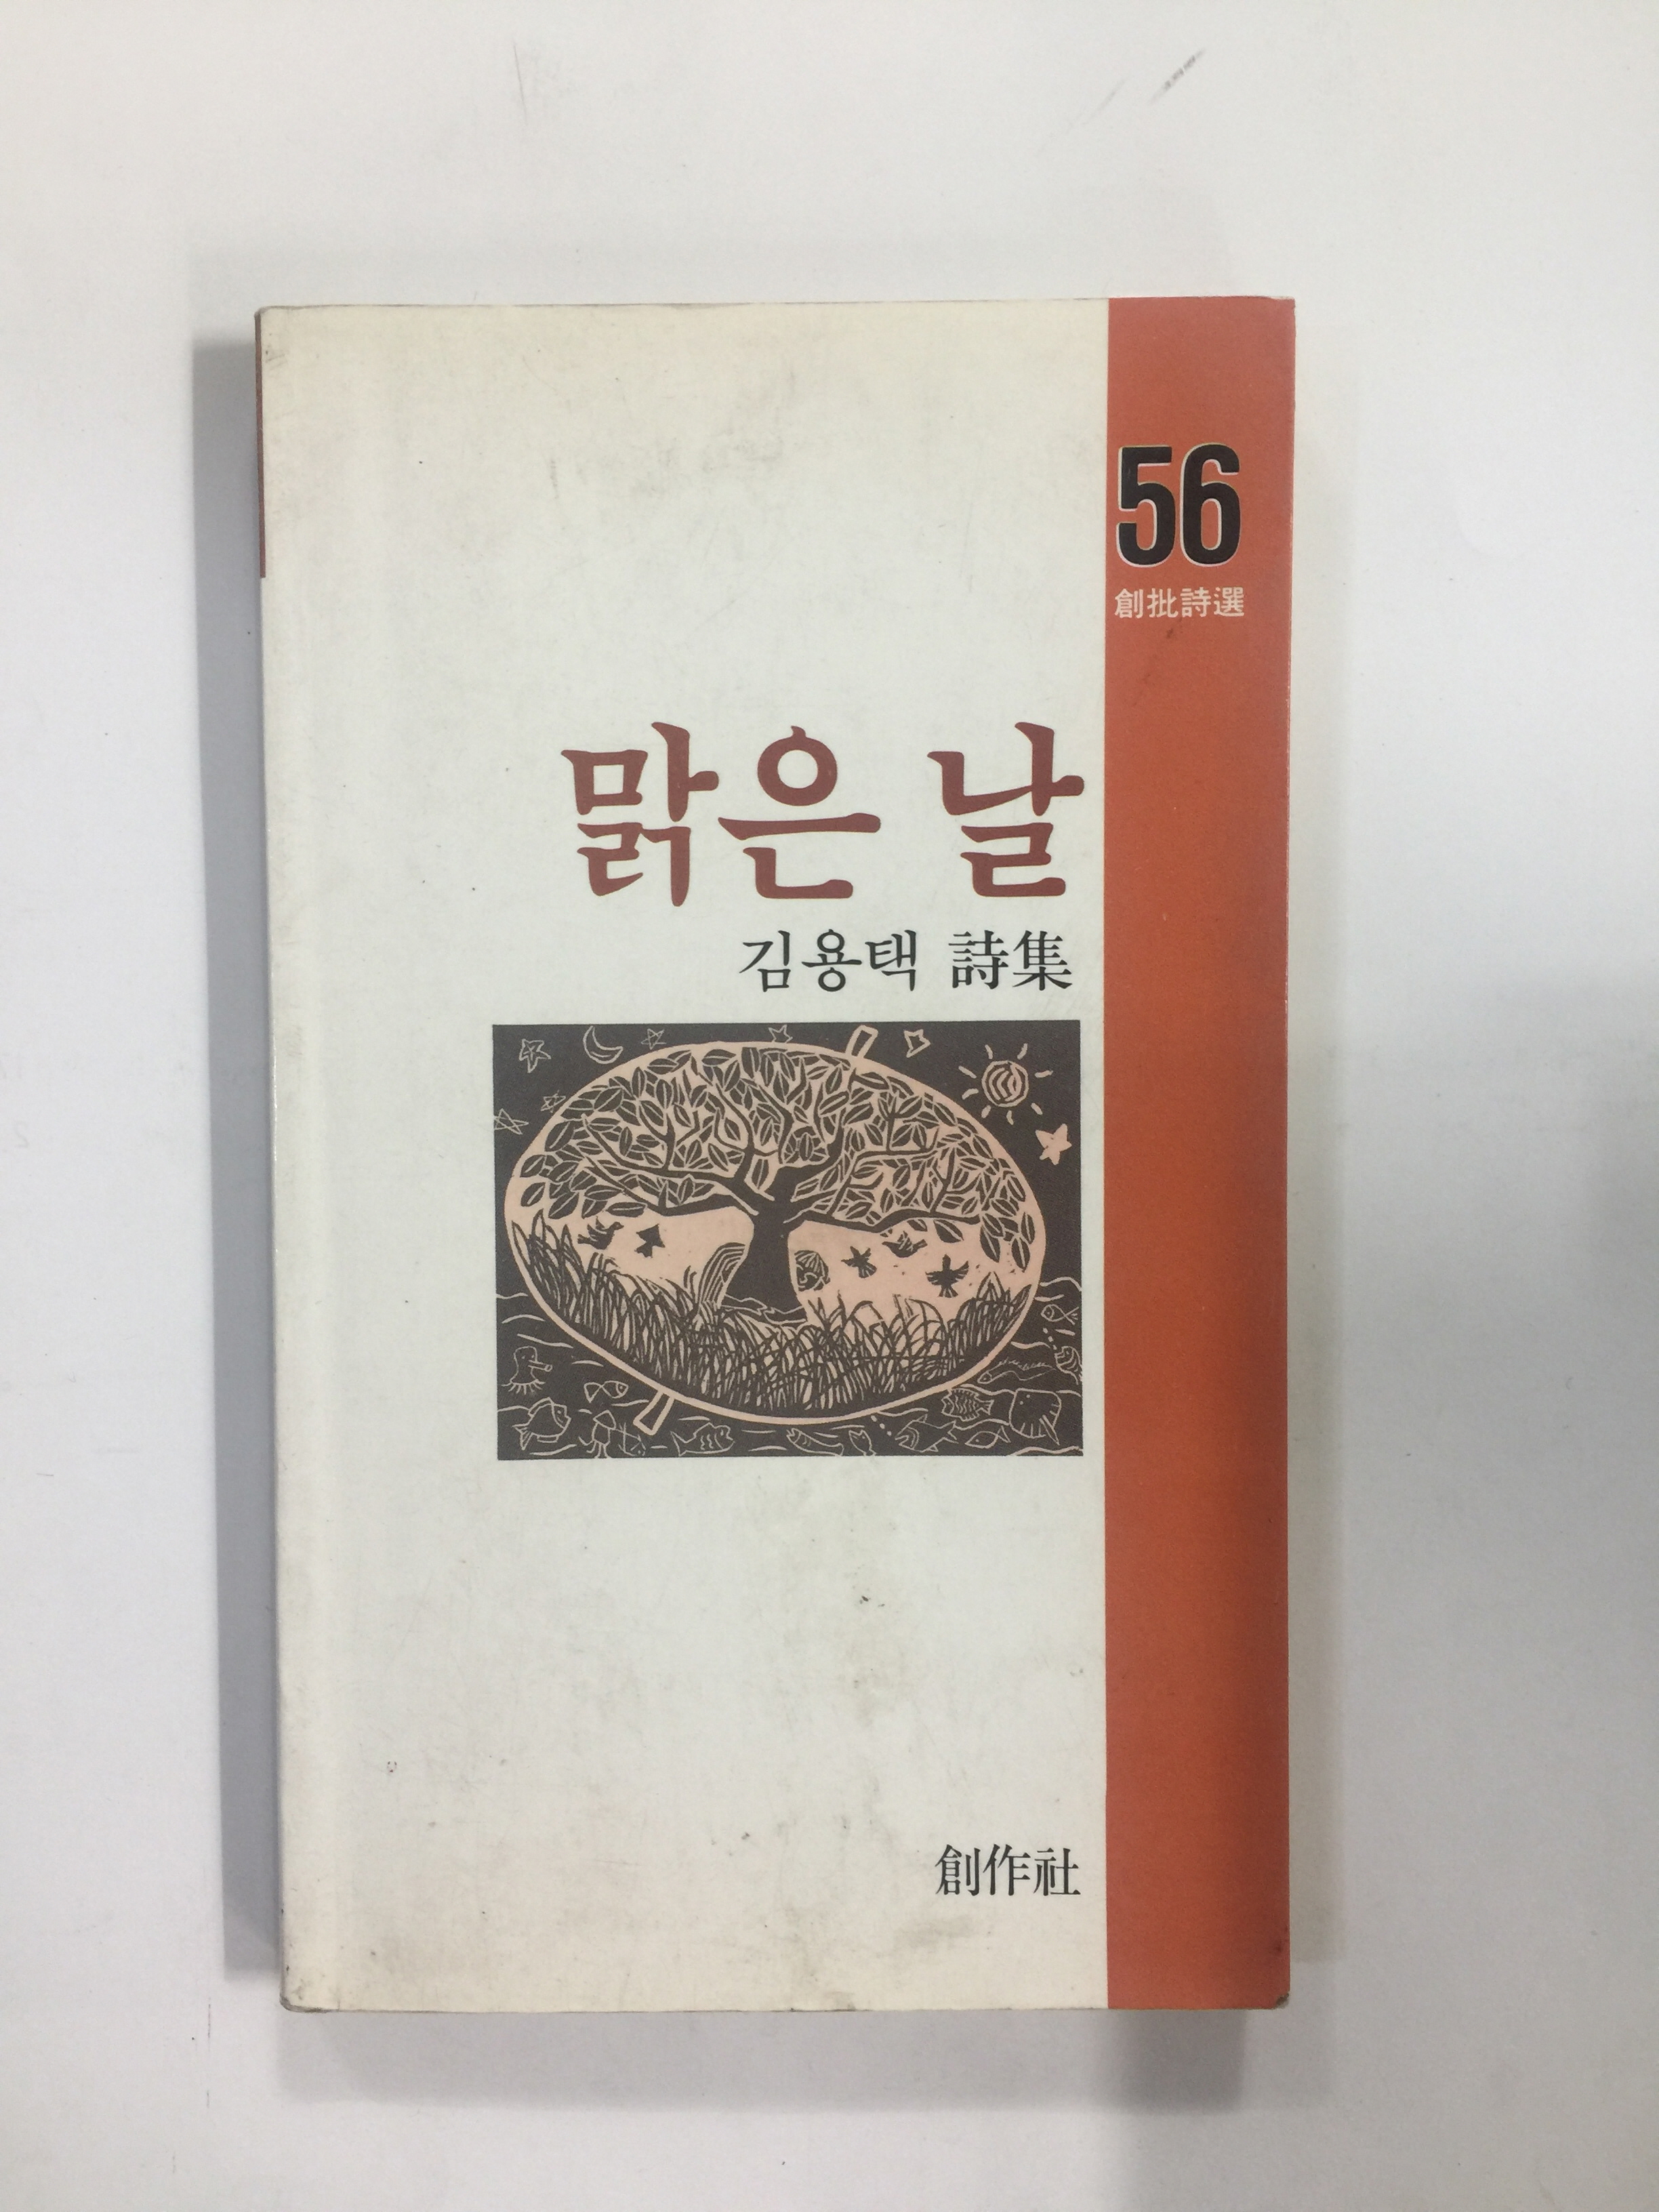 56
創批詩選
맑은 날
김용택 詩集
創作社